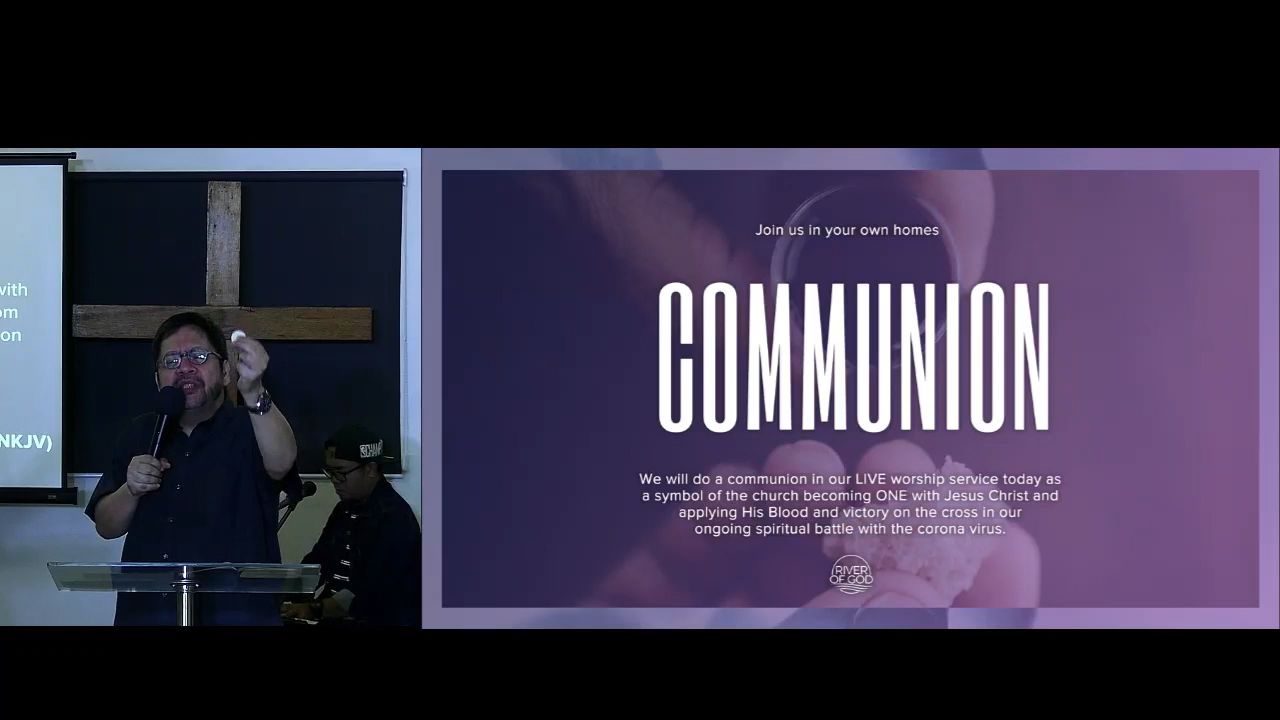 with
om
on
NKJV)
Join us in your own homes
COMMUNION
We will do a communion in our LIVE worship service today as
a symbol of the church becoming ONE with Jesus Christ and
applying His Blood and victory on the cross in our
ongoing spiritual battle with the corona virus.
RIVER
OF GOD